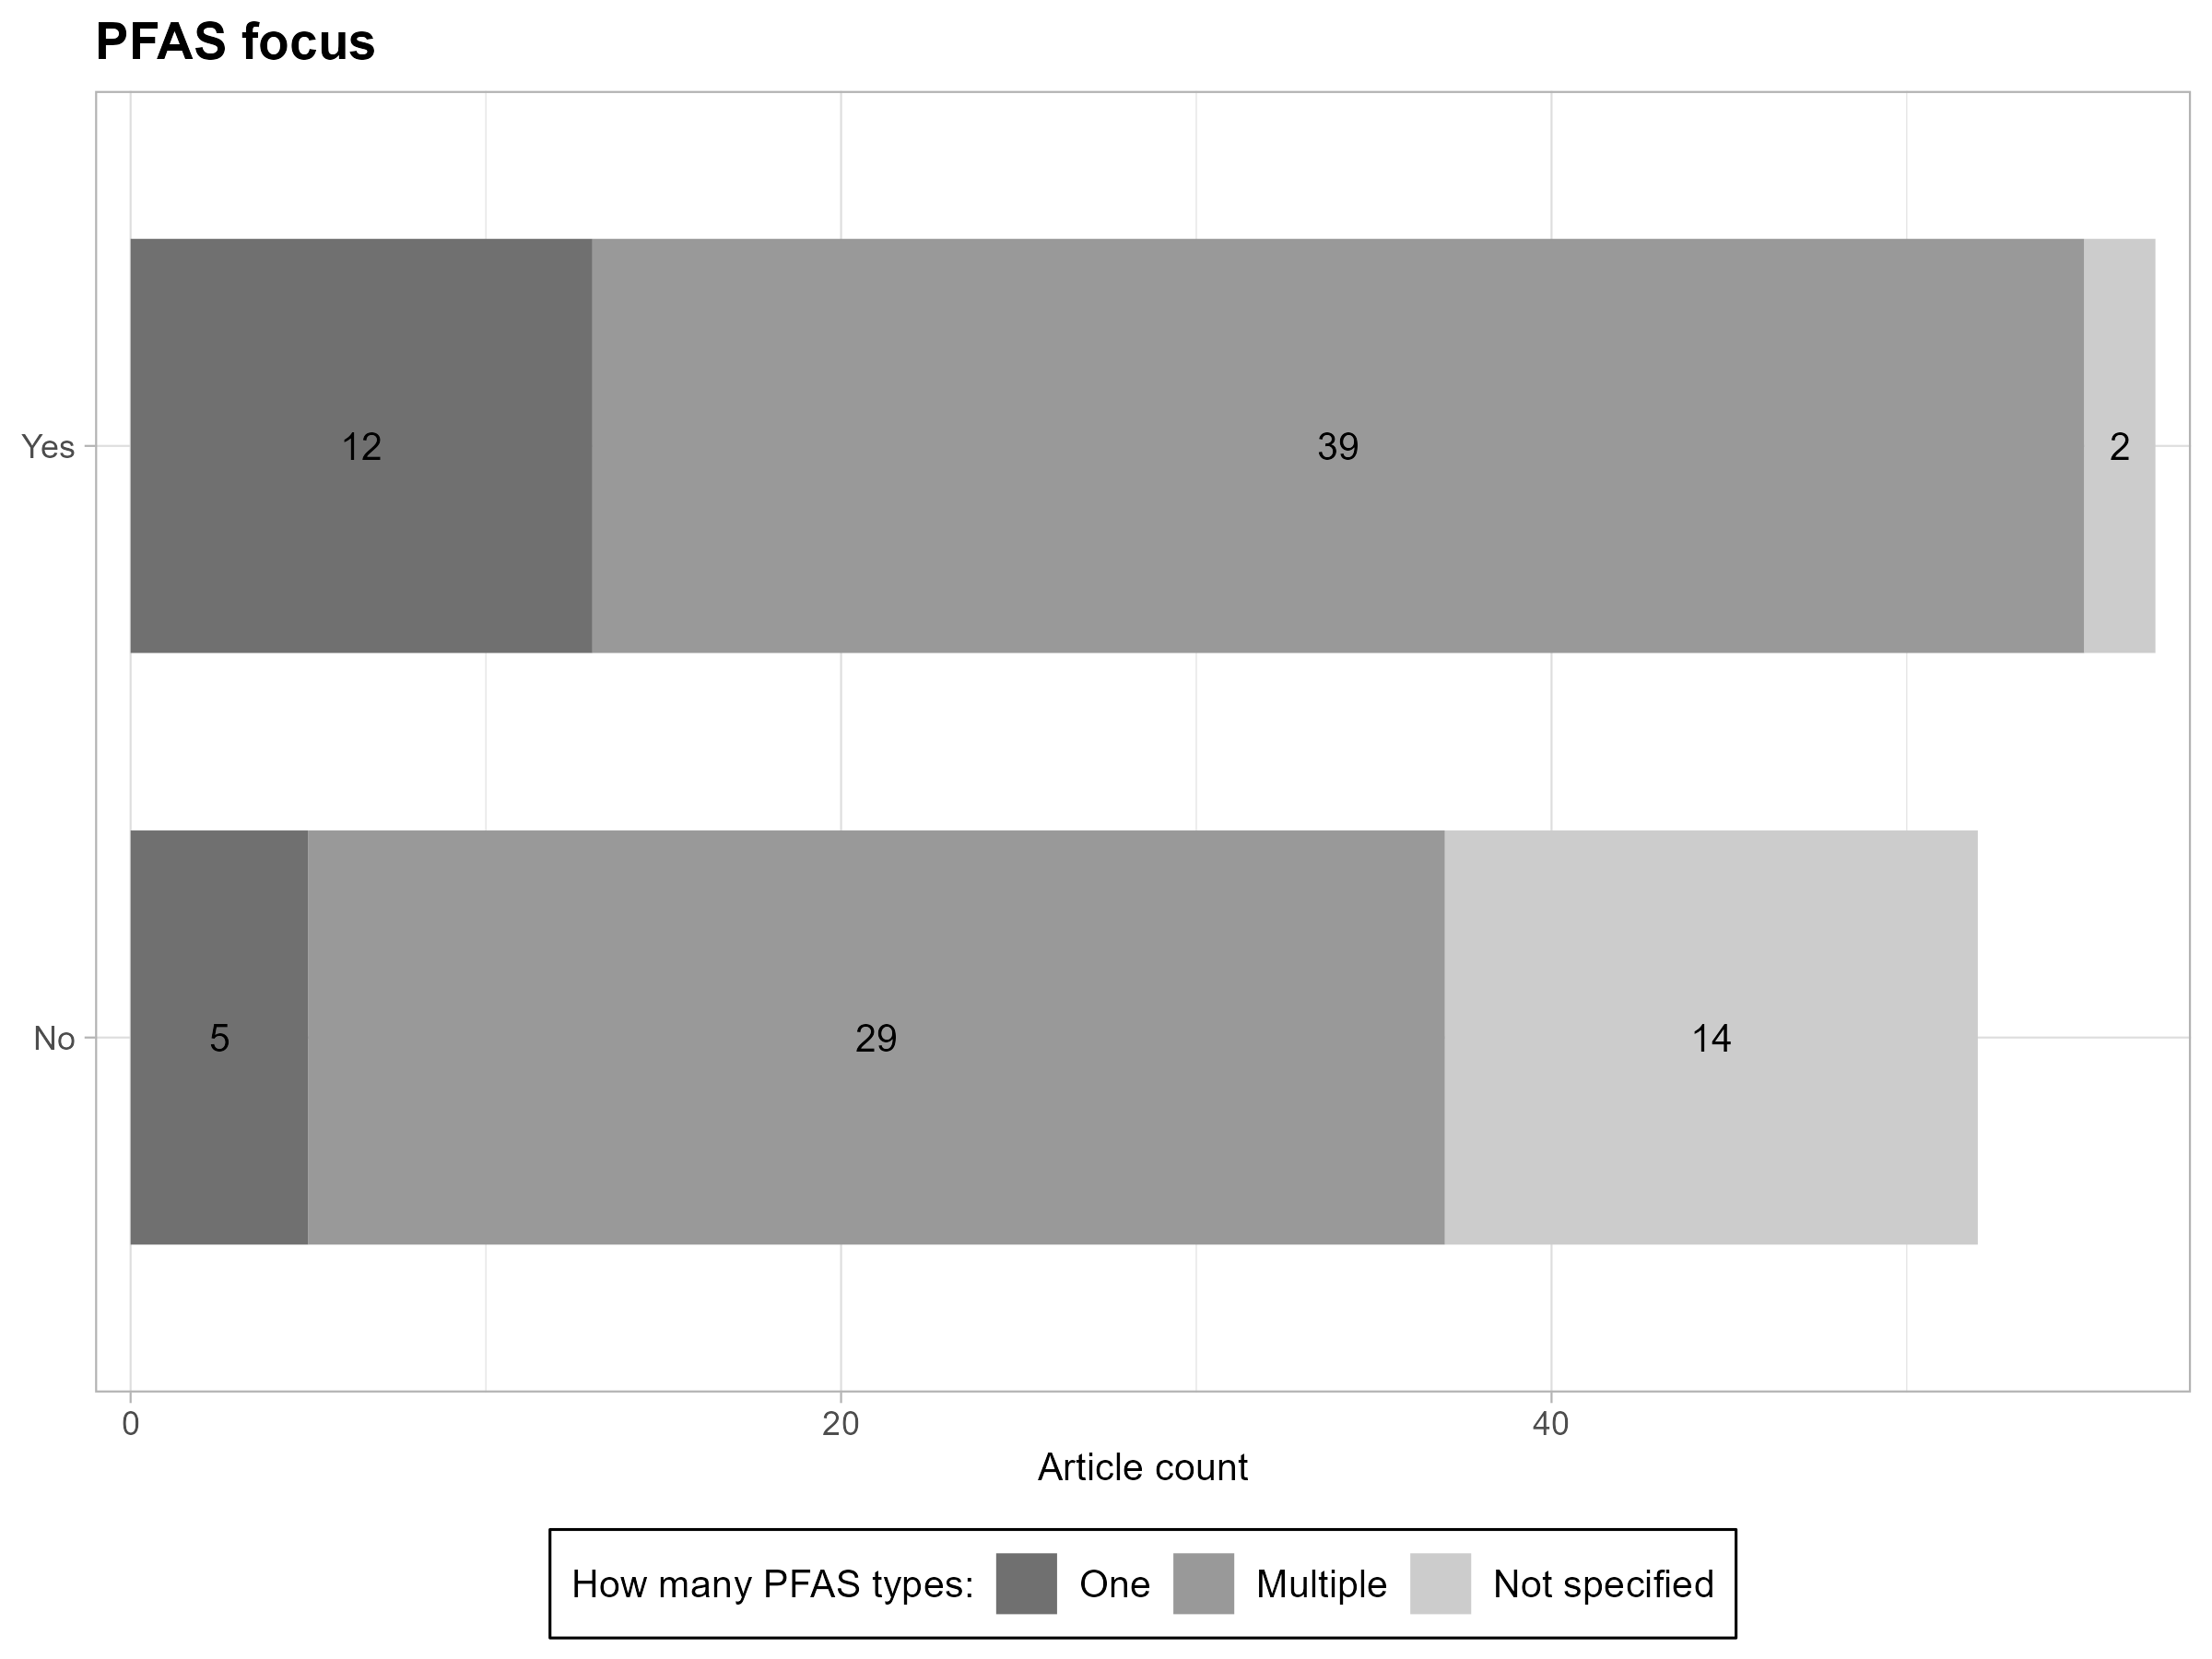 PFAS focus
Yes
12
39
2
No
5
29
14
0
20
40
Article count
How many PFAS types: One Multiple Not specified